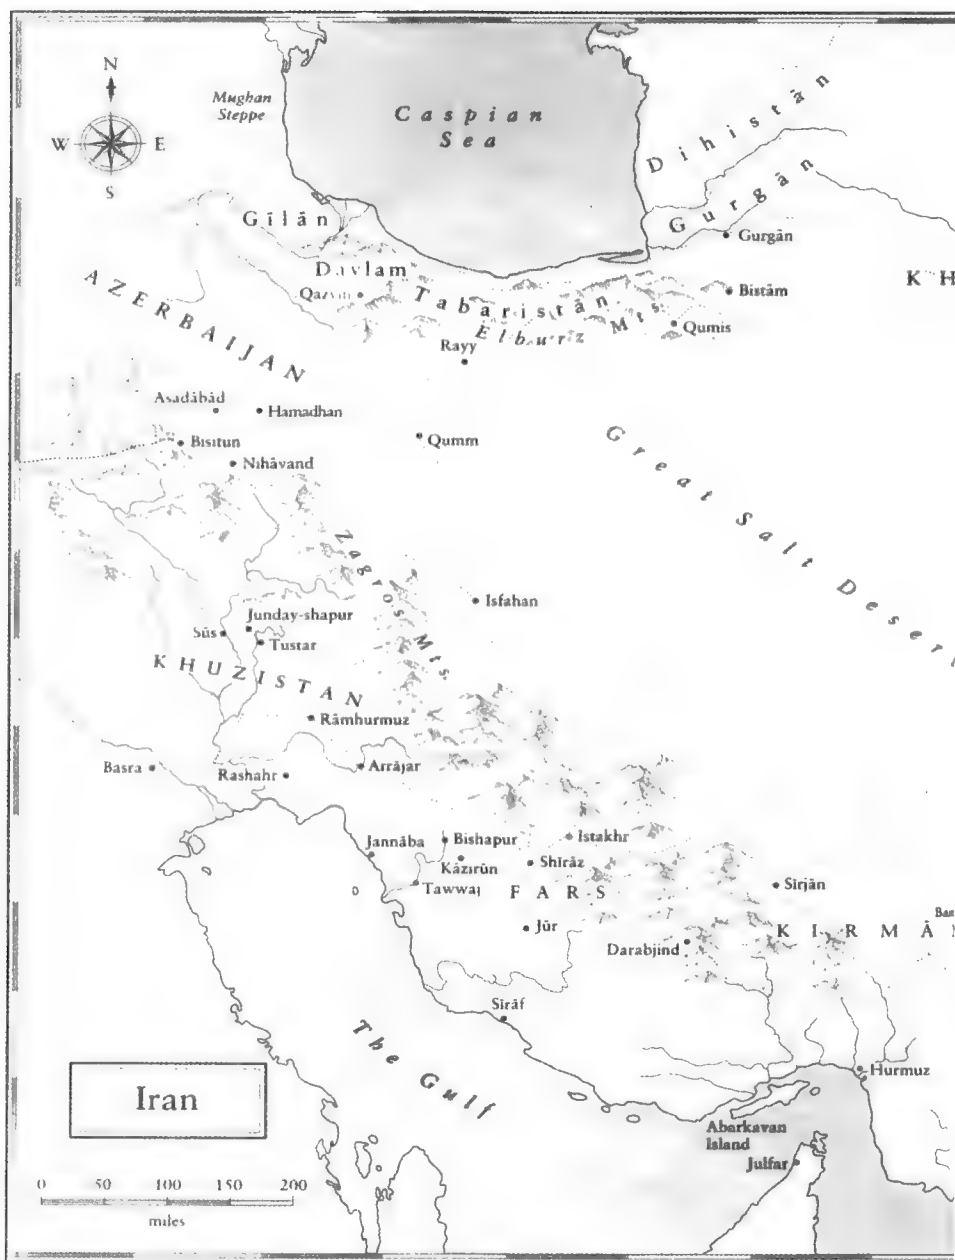 N
W E
S
Mughan
Steppe
Caspian
Sea
Dihistān
Gurgān
Gīlān
Gurgān
Daylam
Qazvin
Tabaristān
Bistām
KH
AZERBAIJAN
Elburz Mts.
Qumis
Rayy
Asadābād
Hamadhan
Bisitun
Qumm
Nihāvand
Great Salt Desert
Zagros Mts.
Isfahan
Junday-shapur
Sūs
Tustar
KHUZISTAN
Rāmhurmuz
Basra
Rashahr
Arrājar
Jannāba
Bishapur
Istakhr
Kāzirūn
Shīrāz
Tawwaj
FARS
Sīrjān
Jūr
KIRMĀN
Darabjird
Sīrāf
The Gulf
Hurmuz
Iran
Abarkavan
Island
Julfar
0 50 100 150 200
miles